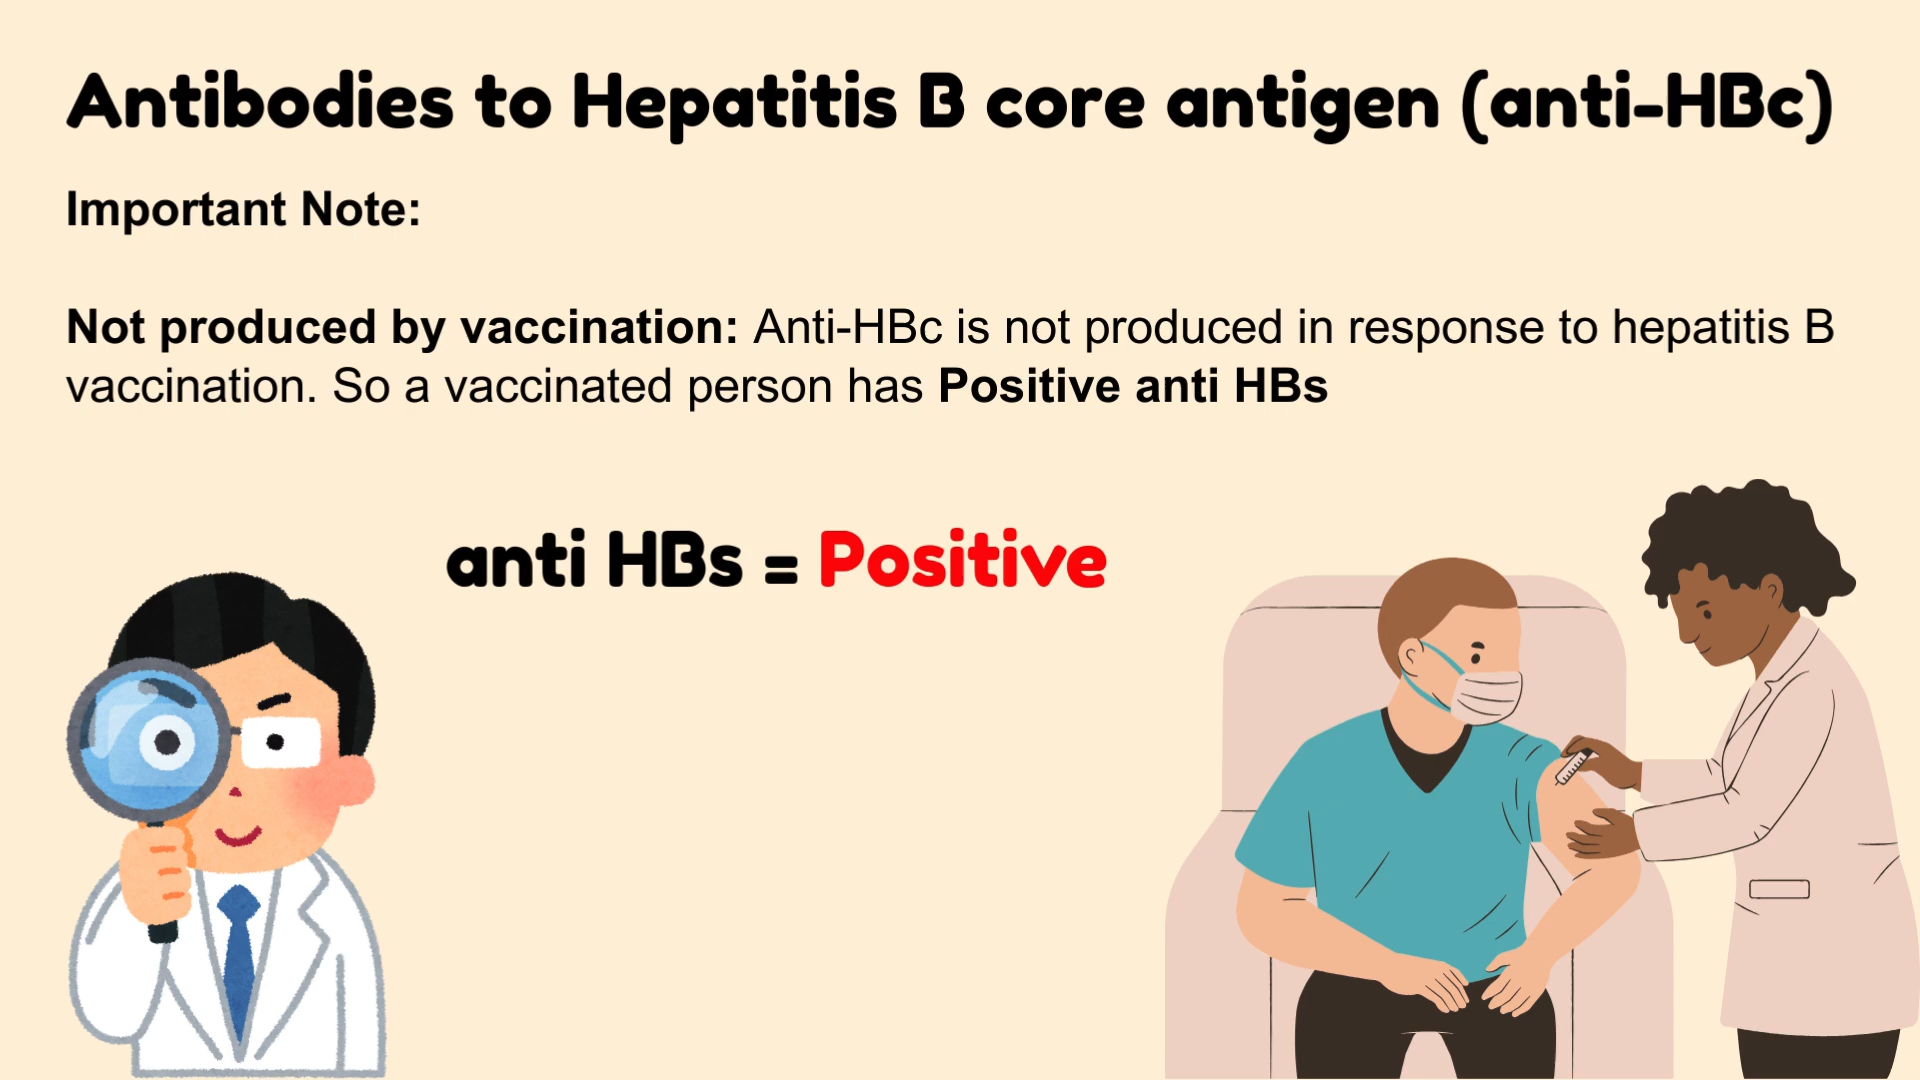 Antibodies to Hepatitis B core antigen (anti-HBc)
Important Note:
Not produced by vaccination: Anti-HBc is not produced in response to hepatitis B
vaccination. So a vaccinated person has Positive anti HBs
anti HBs = Positive